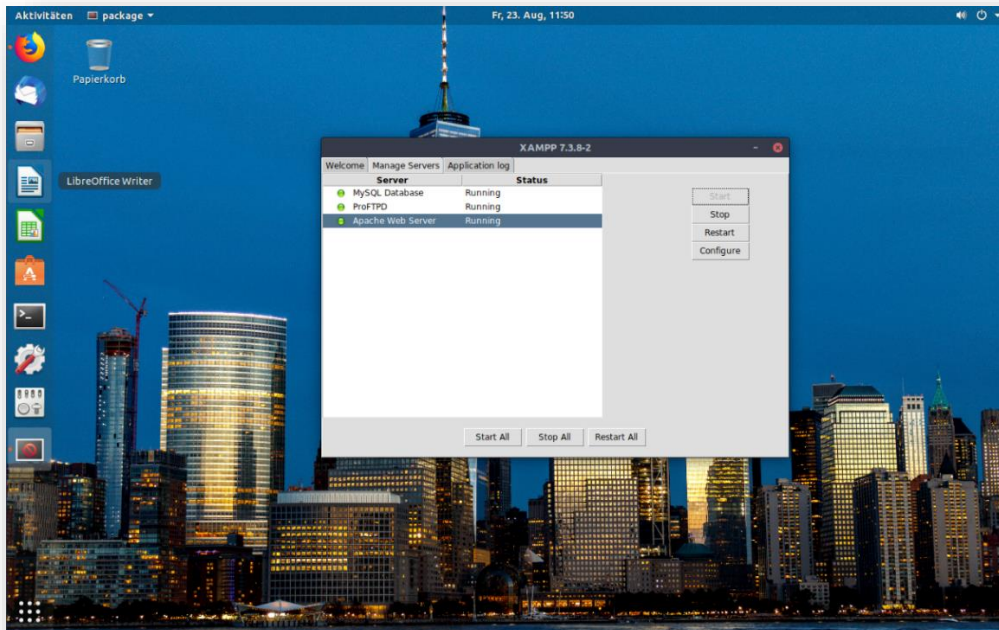 Aktivitäten package Fr, 23. Aug, 11:50
Papierkorb
LibreOffice Writer
XAMPP 7.3.8-2
Welcome Manage Servers Application log
Server Status
MySQL Database Running
ProFTPD Running
Apache Web Server Running
Start
Stop
Restart
Configure
Start All Stop All Restart All